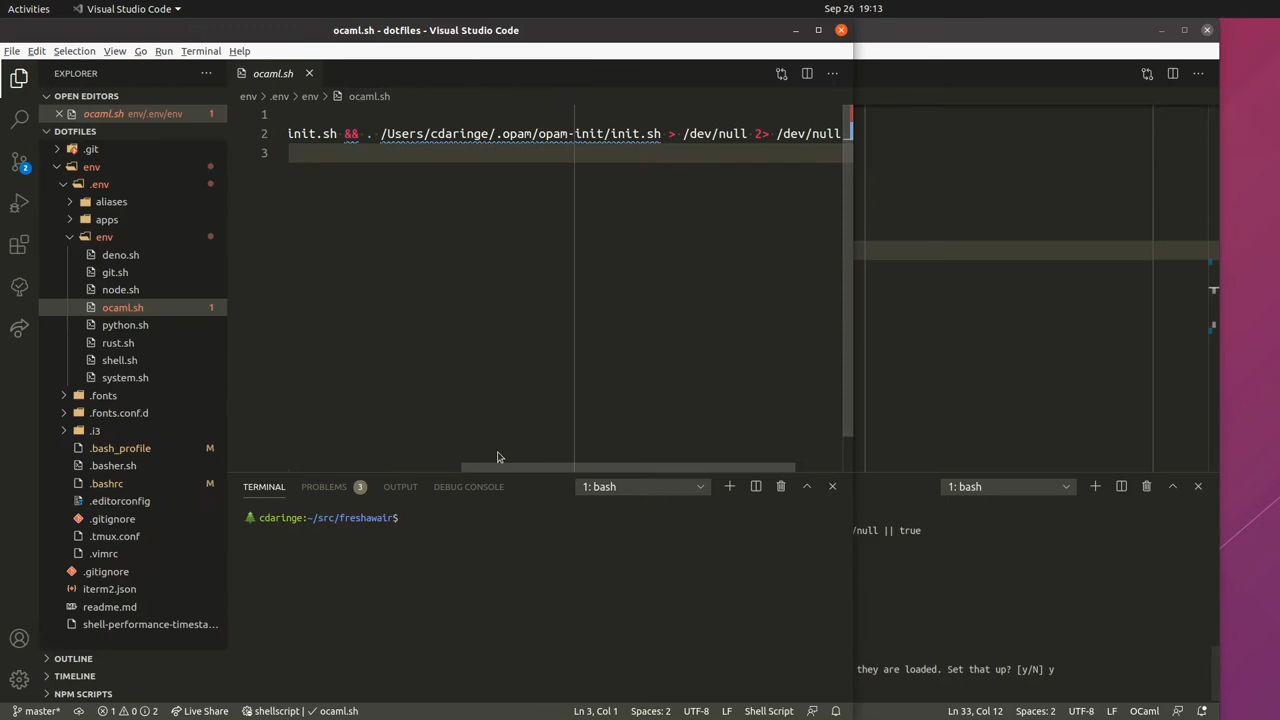 Activities
Visual Studio Code
Sep 26 19:13
ocaml.sh - dotfiles - Visual Studio Code
File Edit Selection View Go Run Terminal Help
EXPLORER
ocaml.sh
OPEN EDITORS
env
.env
env
ocaml.sh
ocaml.sh env/.env/env 1
DOTFILES
1
2 init.sh && . /Users/cdaringe/.opam/opam-init/init.sh > /dev/null 2> /dev/null
3
.git
2
env
.env
aliases
apps
env
deno.sh
git.sh
node.sh
ocaml.sh 1
python.sh
rust.sh
shell.sh
system.sh
.fonts
.fonts.conf.d
.i3
.bash_profile M
.basher.sh
.bashrc M
.editorconfig
.gitignore
.tmux.conf
.vimrc
.gitignore
iterm2.json
readme.md
shell-performance-timesta...
OUTLINE
TIMELINE
NPM SCRIPTS
TERMINAL PROBLEMS 3 OUTPUT DEBUG CONSOLE 1: bash
cdaringe:~/src/freshawair$
1: bash
/null || true
they are loaded. Set that up? [y/N] y
master* 1 0 2 Live Share shellscript | ocaml.sh Ln 3, Col 1 Spaces: 2 UTF-8 LF Shell Script
Ln 33, Col 12 Spaces: 2 UTF-8 LF OCaml